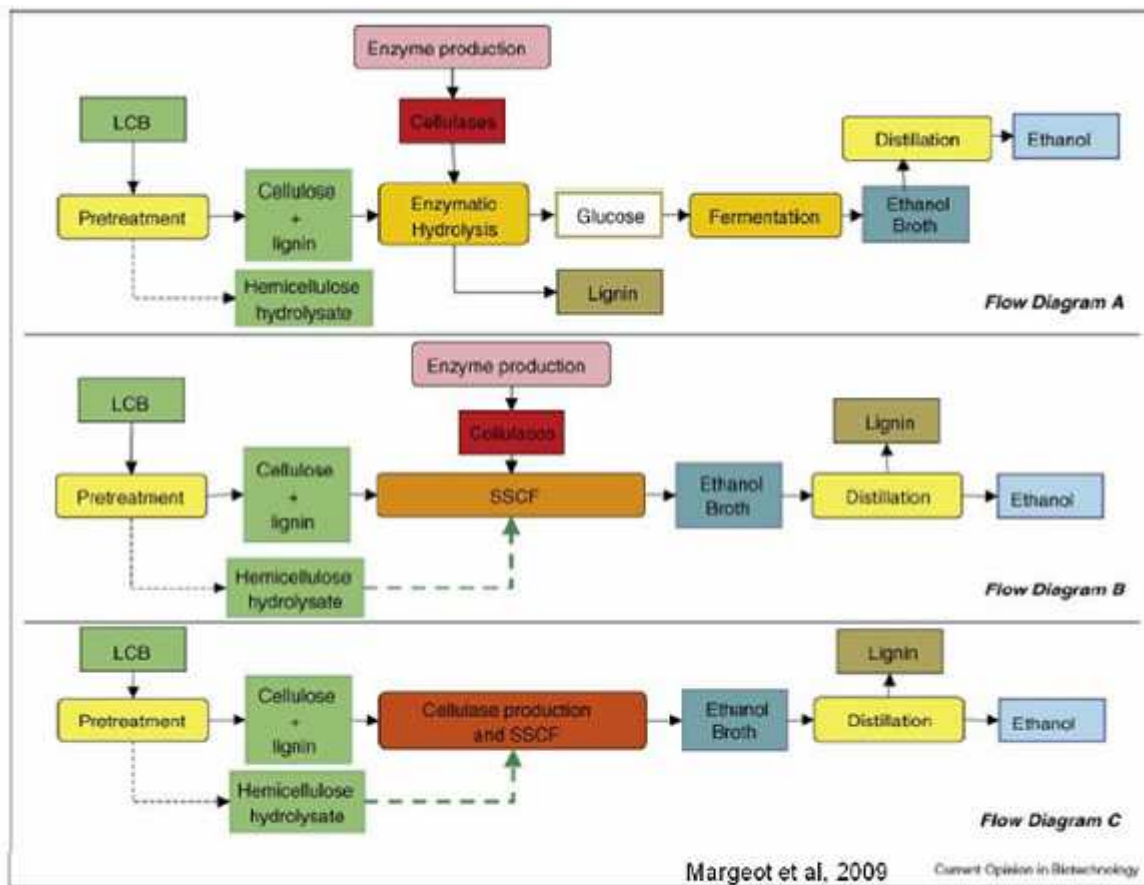 Enzyme production
LCB
Cellulases
Distillation
Ethanol
Pretreatment
Cellulose
+
lignin
Enzymatic
Hydrolysis
Glucose
Fermentation
Ethanol
Broth
Hemicellulose
hydrolysate
Lignin
Flow Diagram A
Enzyme production
LCB
Cellulases
Lignin
Pretreatment
Cellulose
+
lignin
SSCF
Ethanol
Broth
Distillation
Ethanol
Hemicellulose
hydrolysate
Flow Diagram B
LCB
Lignin
Pretreatment
Cellulose
+
lignin
Cellulase production
and SSCF
Ethanol
Broth
Distillation
Ethanol
Hemicellulose
hydrolysate
Flow Diagram C
Margeot et al, 2009
Current Opinion in Biotechnology